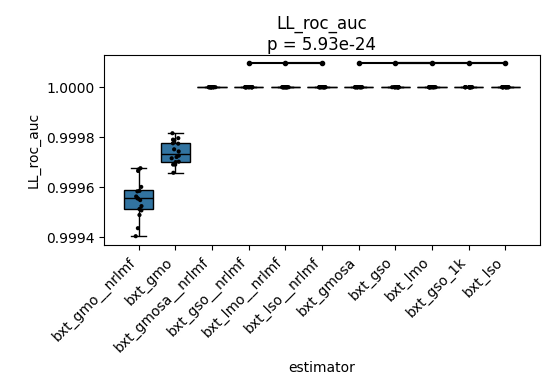 LL_roc_auc
p = 5.93e-24
LL_roc_auc
1.0000
0.9998
0.9996
0.9994
bxt_gmo__nrlmf
bxt_gmo
bxt_gmosa__nrlmf
bxt_gso__nrlmf
bxt_lmo__nrlmf
bxt_lso__nrlmf
bxt_gmosa
bxt_gso
bxt_lmo
bxt_gso_1k
bxt_lso
estimator